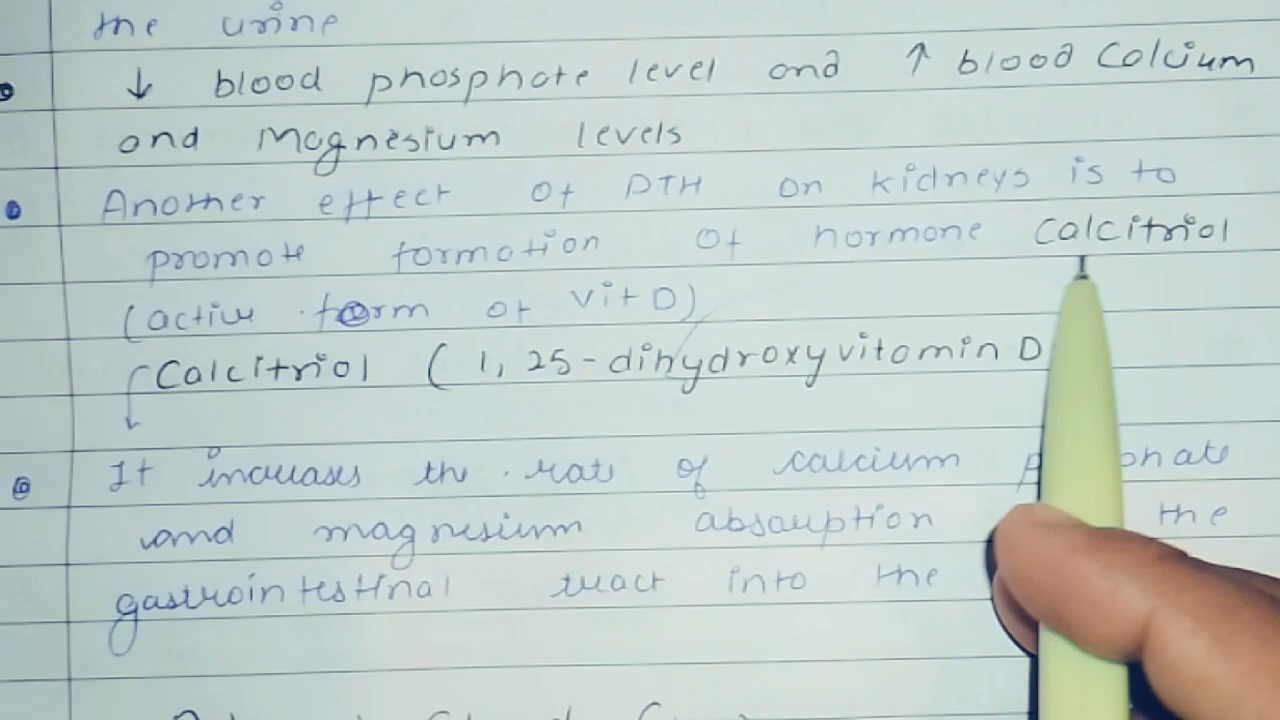 the urine
↓ blood phosphate level and ↑ blood Calcium
and Magnesium levels
Another effect of PTH on kidneys is to
promote formation of hormone Calcitriol
(active form of Vit D)
Calcitriol ( 1, 25-dihydroxyvitamin D
It increases the rate of calcium
and magnesium absorption the
gastrointestinal tract into the